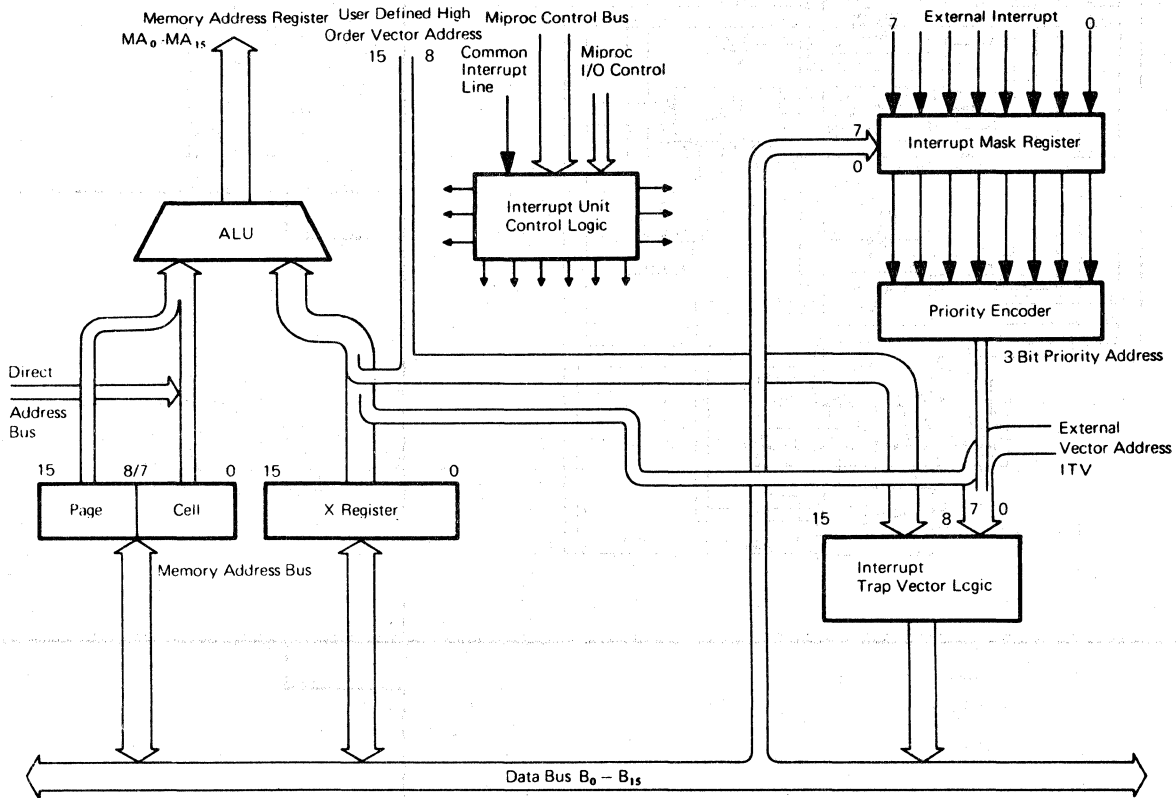 Memory Address Register
MA₀ -MA₁₅
User Defined High
Order Vector Address
15 8
Miproc Control Bus
Common
Interrupt
Line
Miproc
I/O Control
External Interrupt
7 0
7
0
Interrupt Mask Register
ALU
Interrupt Unit
Control Logic
Priority Encoder
3 Bit Priority Address
Direct
Address
Bus
External
Vector Address
ITV
15 8/7 0
Page Cell
15 0
X Register
15 8 7 0
Interrupt
Trap Vector Logic
Memory Address Bus
Data Bus B₀ – B₁₅